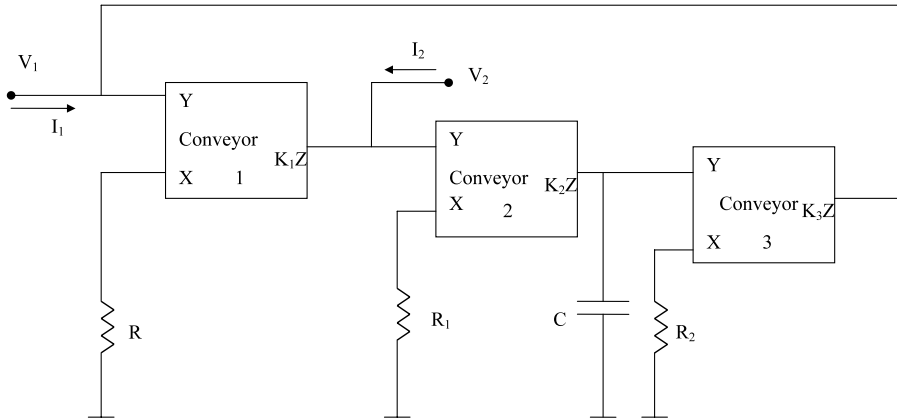 V₁
I₁
I₂
V₂
Y
Conveyor
K₁Z
X 1
R
Y
Conveyor
K₂Z
X 2
R₁
C
Y
Conveyor
K₃Z
X 3
R₂